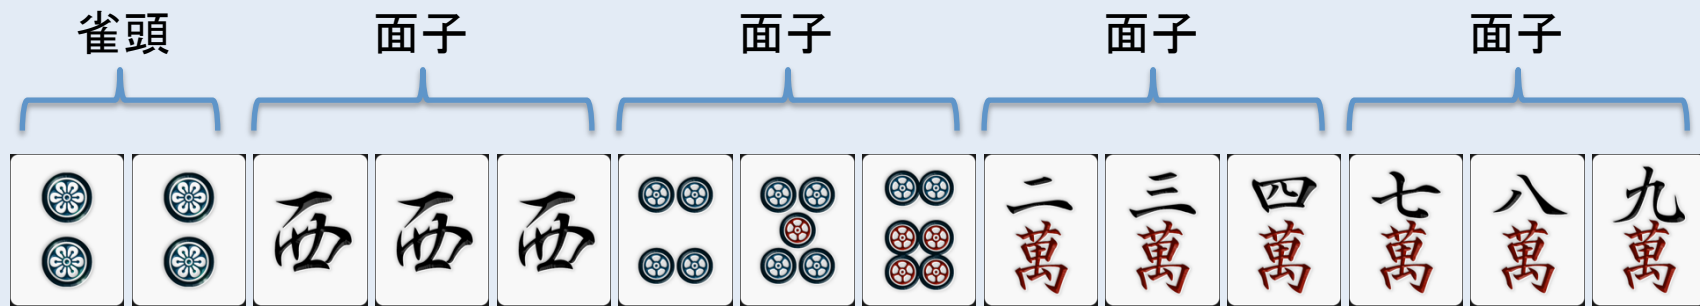 雀頭 面子 面子 面子 面子
西 西 西 二萬 三萬 四萬 七萬 八萬 九萬